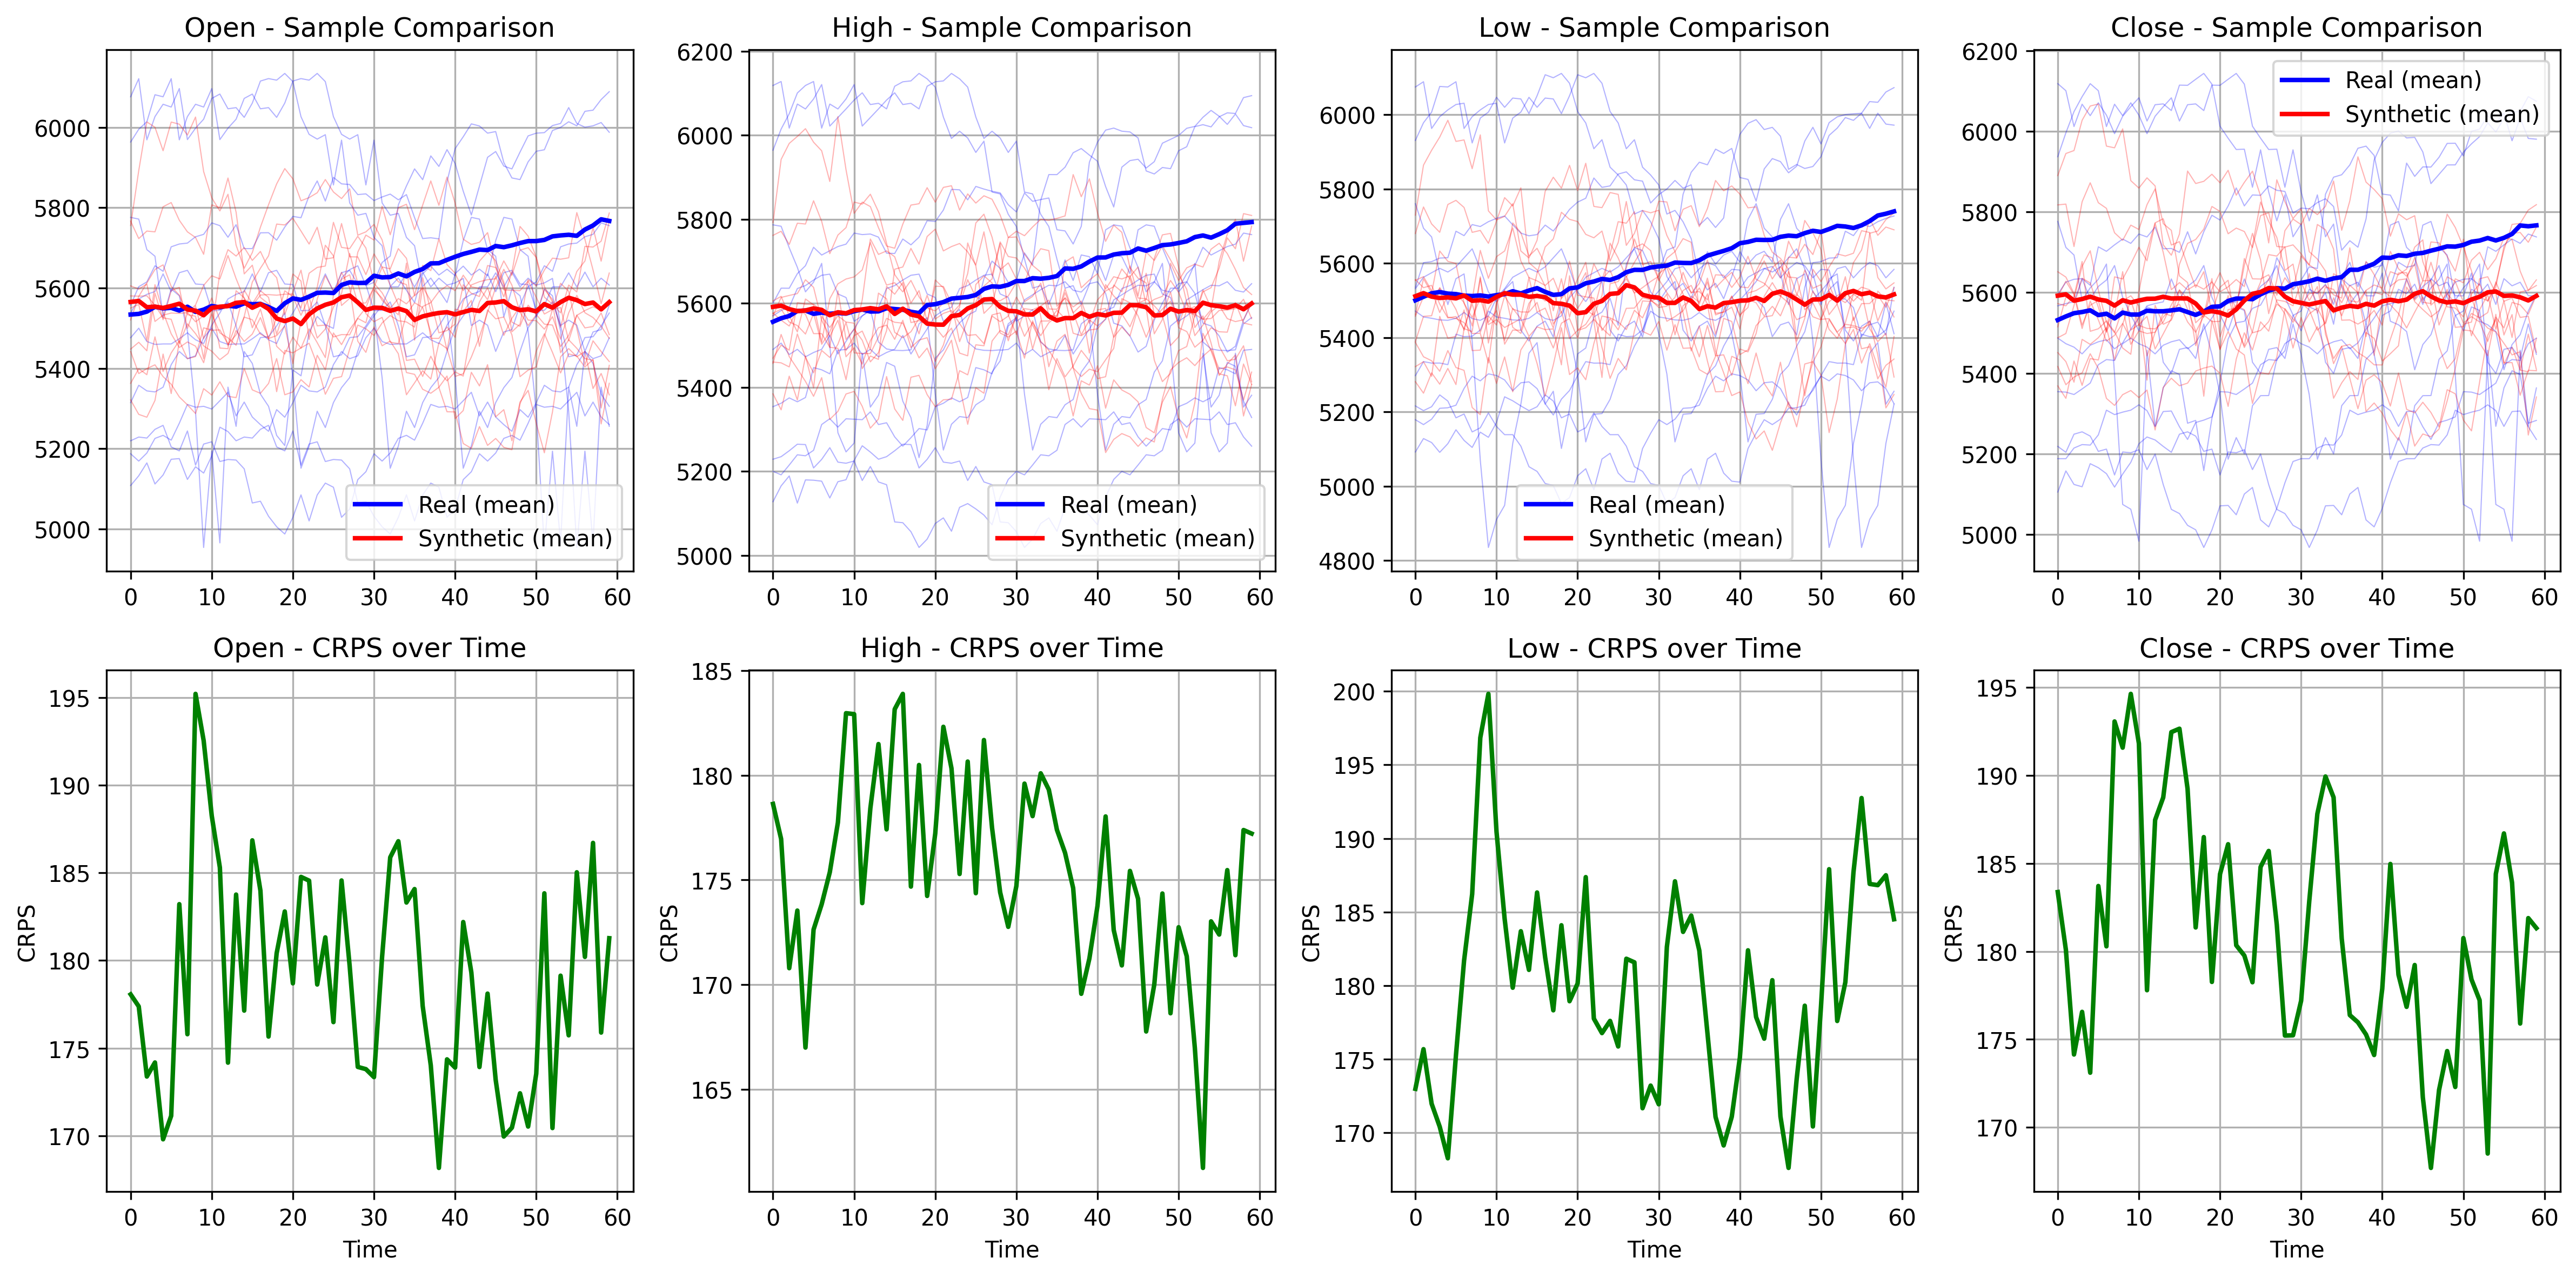 Open - Sample Comparison
6000
5800
5600
5400
5200
5000
0 10 20 30 40 50 60
Real (mean)
Synthetic (mean)
High - Sample Comparison
6200
6000
5800
5600
5400
5200
5000
0 10 20 30 40 50 60
Real (mean)
Synthetic (mean)
Low - Sample Comparison
6000
5800
5600
5400
5200
5000
4800
0 10 20 30 40 50 60
Real (mean)
Synthetic (mean)
Close - Sample Comparison
6200
6000
5800
5600
5400
5200
5000
0 10 20 30 40 50 60
Real (mean)
Synthetic (mean)
Open - CRPS over Time
CRPS
195
190
185
180
175
170
0 10 20 30 40 50 60
Time
High - CRPS over Time
CRPS
185
180
175
170
165
0 10 20 30 40 50 60
Time
Low - CRPS over Time
CRPS
200
195
190
185
180
175
170
0 10 20 30 40 50 60
Time
Close - CRPS over Time
CRPS
195
190
185
180
175
170
0 10 20 30 40 50 60
Time